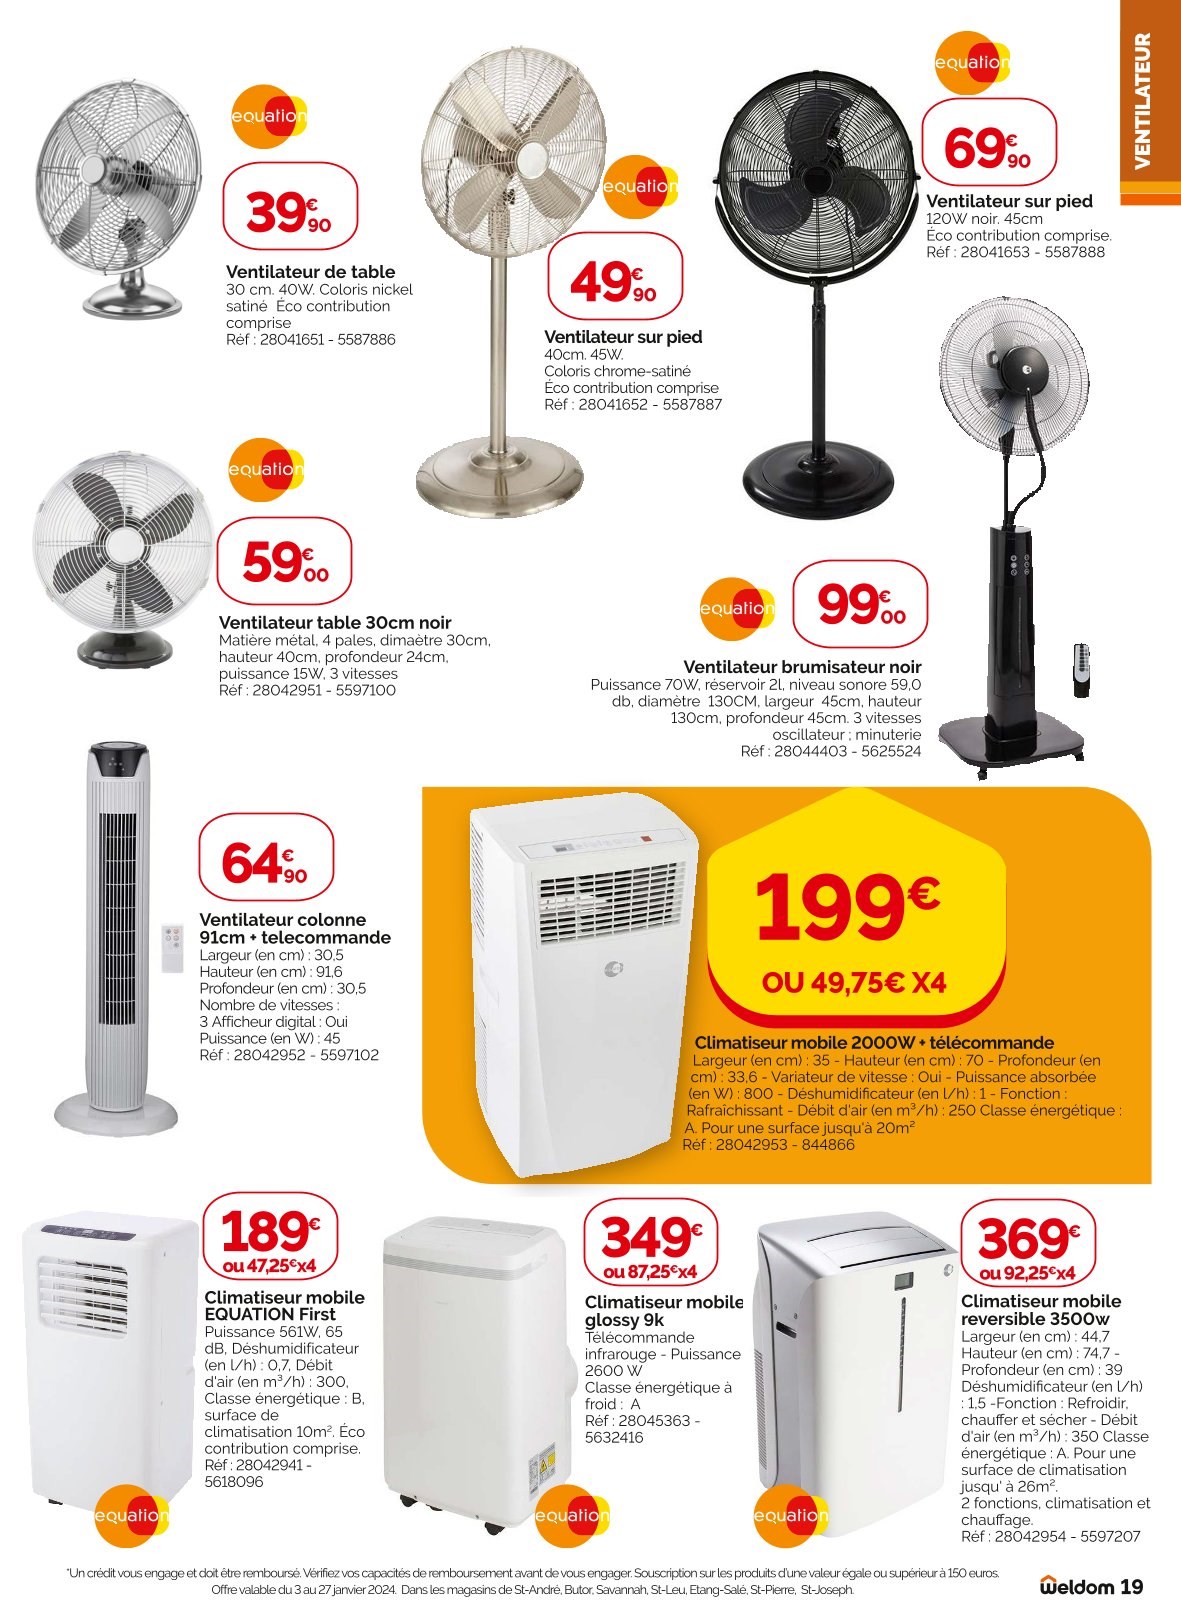 VENTILATEUR
equation
39€90
Ventilateur de table
30 cm. 40W. Coloris nickel
satiné Éco contribution
comprise
Réf : 28041651 - 5587886
equation
49€90
Ventilateur sur pied
40cm. 45W.
Coloris chrome-satiné
Éco contribution comprise
Réf : 28041652 - 5587887
equation
69€90
Ventilateur sur pied
120W noir. 45cm
Éco contribution comprise.
Réf : 28041653 - 5587888
equation
59€00
Ventilateur table 30cm noir
Matière métal, 4 pales, dimaètre 30cm,
hauteur 40cm, profondeur 24cm,
puissance 15W, 3 vitesses
Réf : 28042951 - 5597100
equation
99€00
Ventilateur brumisateur noir
Puissance 70W, réservoir 2l, niveau sonore 59,0
db, diamètre 130CM, largeur 45cm, hauteur
130cm, profondeur 45cm. 3 vitesses
oscillateur ; minuterie
Réf : 28044403 - 5625524
64€90
Ventilateur colonne
91cm + telecommande
Largeur (en cm) : 30,5
Hauteur (en cm) : 91,6
Profondeur (en cm) : 30,5
Nombre de vitesses :
3 Afficheur digital : Oui
Puissance (en W) : 45
Réf : 28042952 - 5597102
199€
OU 49,75€ X4
Climatiseur mobile 2000W + télécommande
Largeur (en cm) : 35 - Hauteur (en cm) : 70 - Profondeur (en
cm) : 33,6 - Variateur de vitesse : Oui - Puissance absorbée
(en W) : 800 - Déshumidificateur (en l/h) : 1 - Fonction :
Rafraîchissant - Débit d'air (en m³/h) : 250 Classe énergétique :
A. Pour une surface jusqu'à 20m²
Réf : 28042953 - 844866
189€
ou 47,25€x4
Climatiseur mobile
EQUATION First
Puissance 561W, 65
dB, Déshumidificateur
(en l/h) : 0,7, Débit
d'air (en m³/h) : 300,
Classe énergétique : B,
surface de
climatisation 10m². Éco
contribution comprise.
Réf : 28042941 -
5618096
equation
349€
ou 87,25€x4
Climatiseur mobile
glossy 9k
Télécommande
infrarouge - Puissance
2600 W
Classe énergétique à
froid : A
Réf : 28045363 -
5632416
equation
369€
ou 92,25€x4
Climatiseur mobile
reversible 3500w
Largeur (en cm) : 44,7
Hauteur (en cm) : 74,7 -
Profondeur (en cm) : 39
Déshumidificateur (en l/h)
: 1,5 -Fonction : Refroidir,
chauffer et sécher - Débit
d'air (en m³/h) : 350 Classe
énergétique : A. Pour une
surface de climatisation
jusqu' à 26m².
2 fonctions, climatisation et
chauffage.
Réf : 28042954 - 5597207
equation
*Un crédit vous engage et doit être remboursé. Vérifiez vos capacités de remboursement avant de vous engager. Souscription sur les produits d'une valeur égale ou supérieur à 150 euros.
Offre valable du 3 au 27 janvier 2024. Dans les magasins de St-André, Butor, Savannah, St-Leu, Etang-Salé, St-Pierre, St-Joseph.
weldom 19